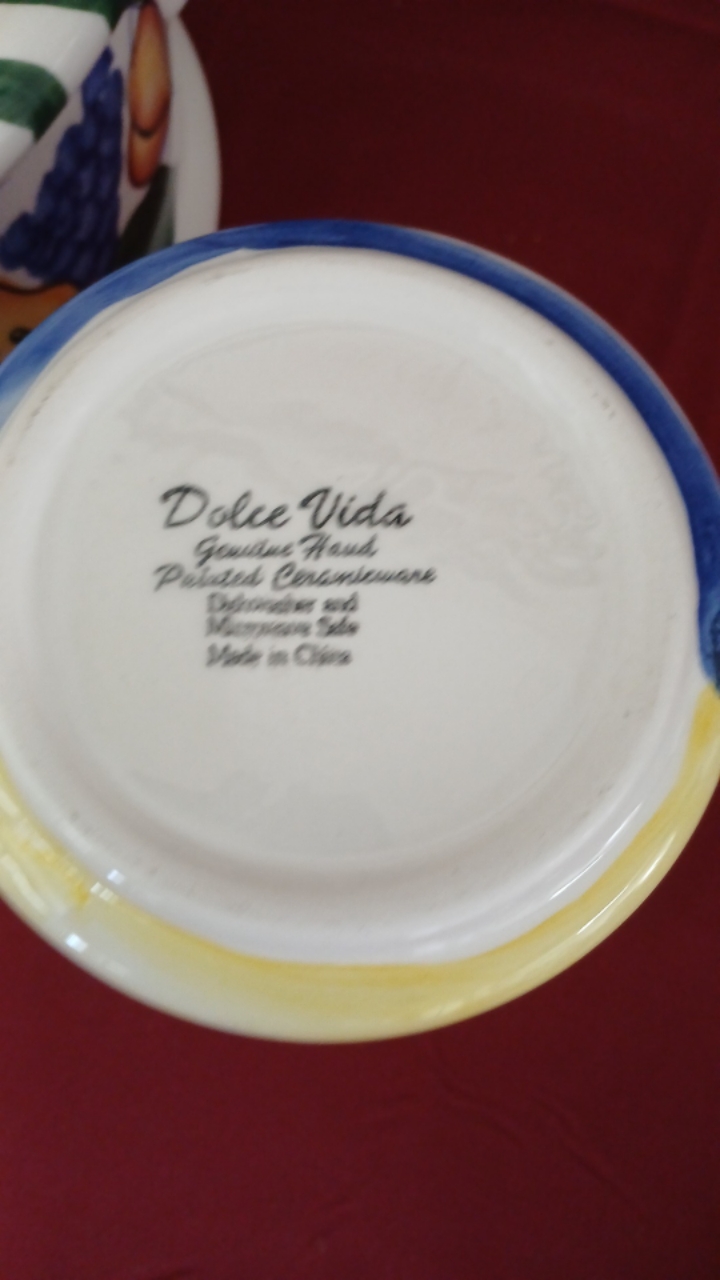 Dolce Vida
Genuine Hand
Painted Ceramicware
Dishwasher and
Microwave Safe
Made in China